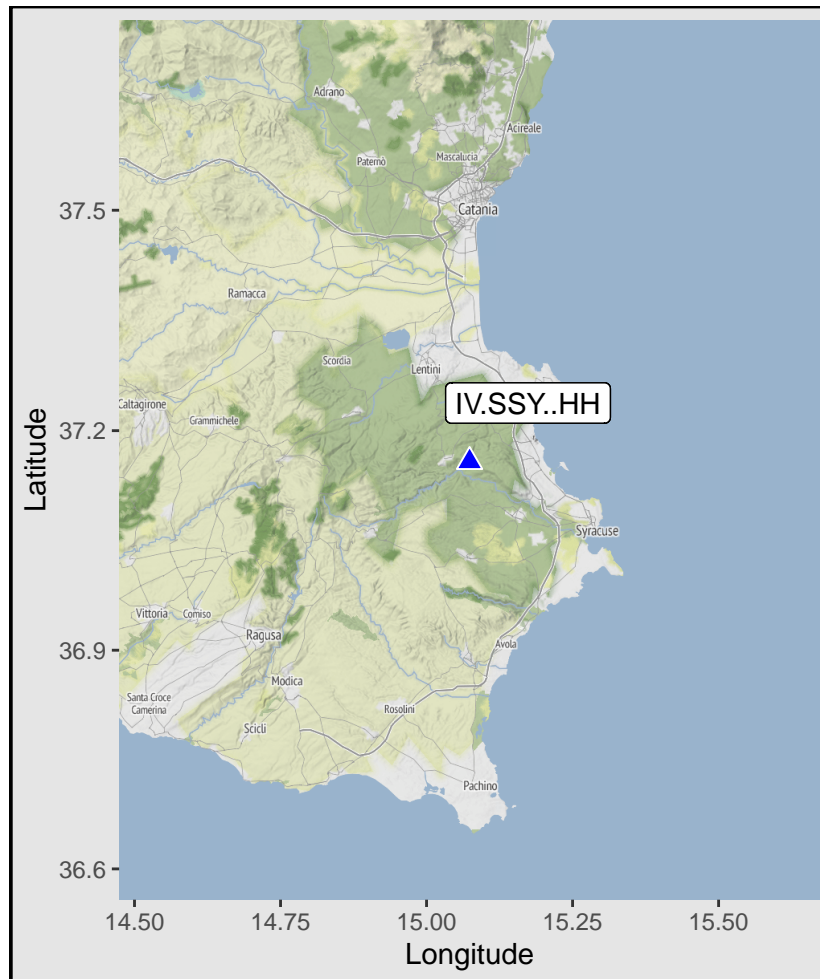 Adrano
Acireale
Mascalucia
Paternò
37.5
Catania
Ramacca
Scordia
Lentini
Caltagirone
IV.SSY..HH
Grammichele
37.2
Latitude
Syracuse
Vittoria
Comiso
Ragusa
36.9
Avola
Modica
Santa Croce
Camerina
Rosolini
Scicli
Pachino
36.6
14.50 14.75 15.00 15.25 15.50
Longitude